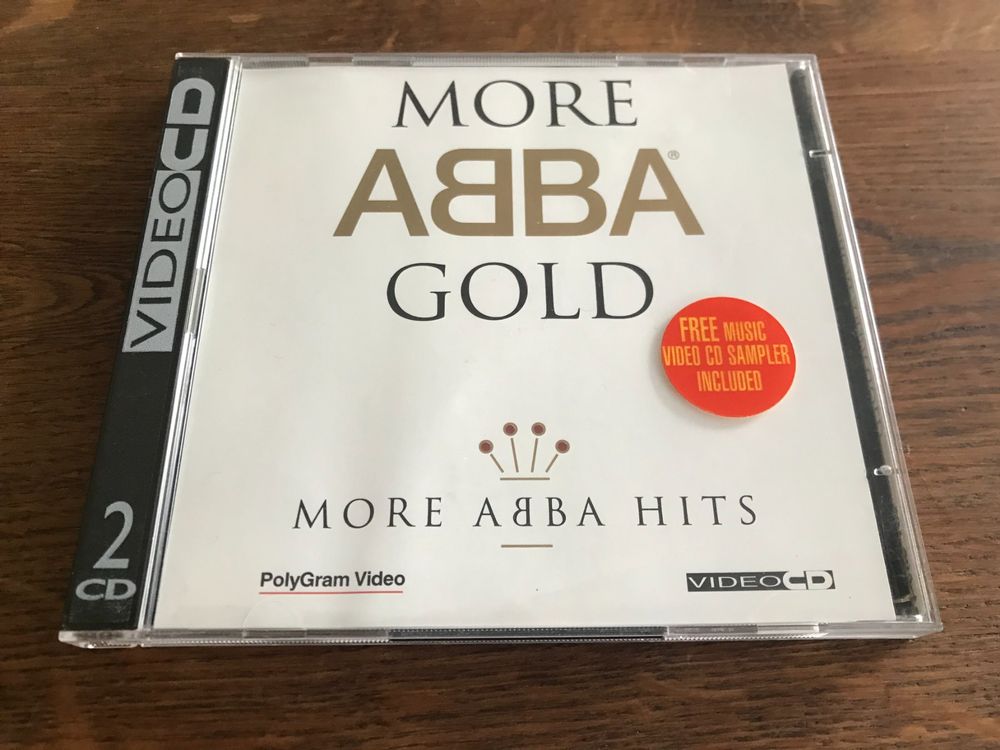 MORE
ABBA®
GOLD
FREE MUSIC
VIDEO CD SAMPLER
INCLUDED
MORE ABBA HITS
PolyGram Video
VIDEO CD
VIDEO CD
2
CD